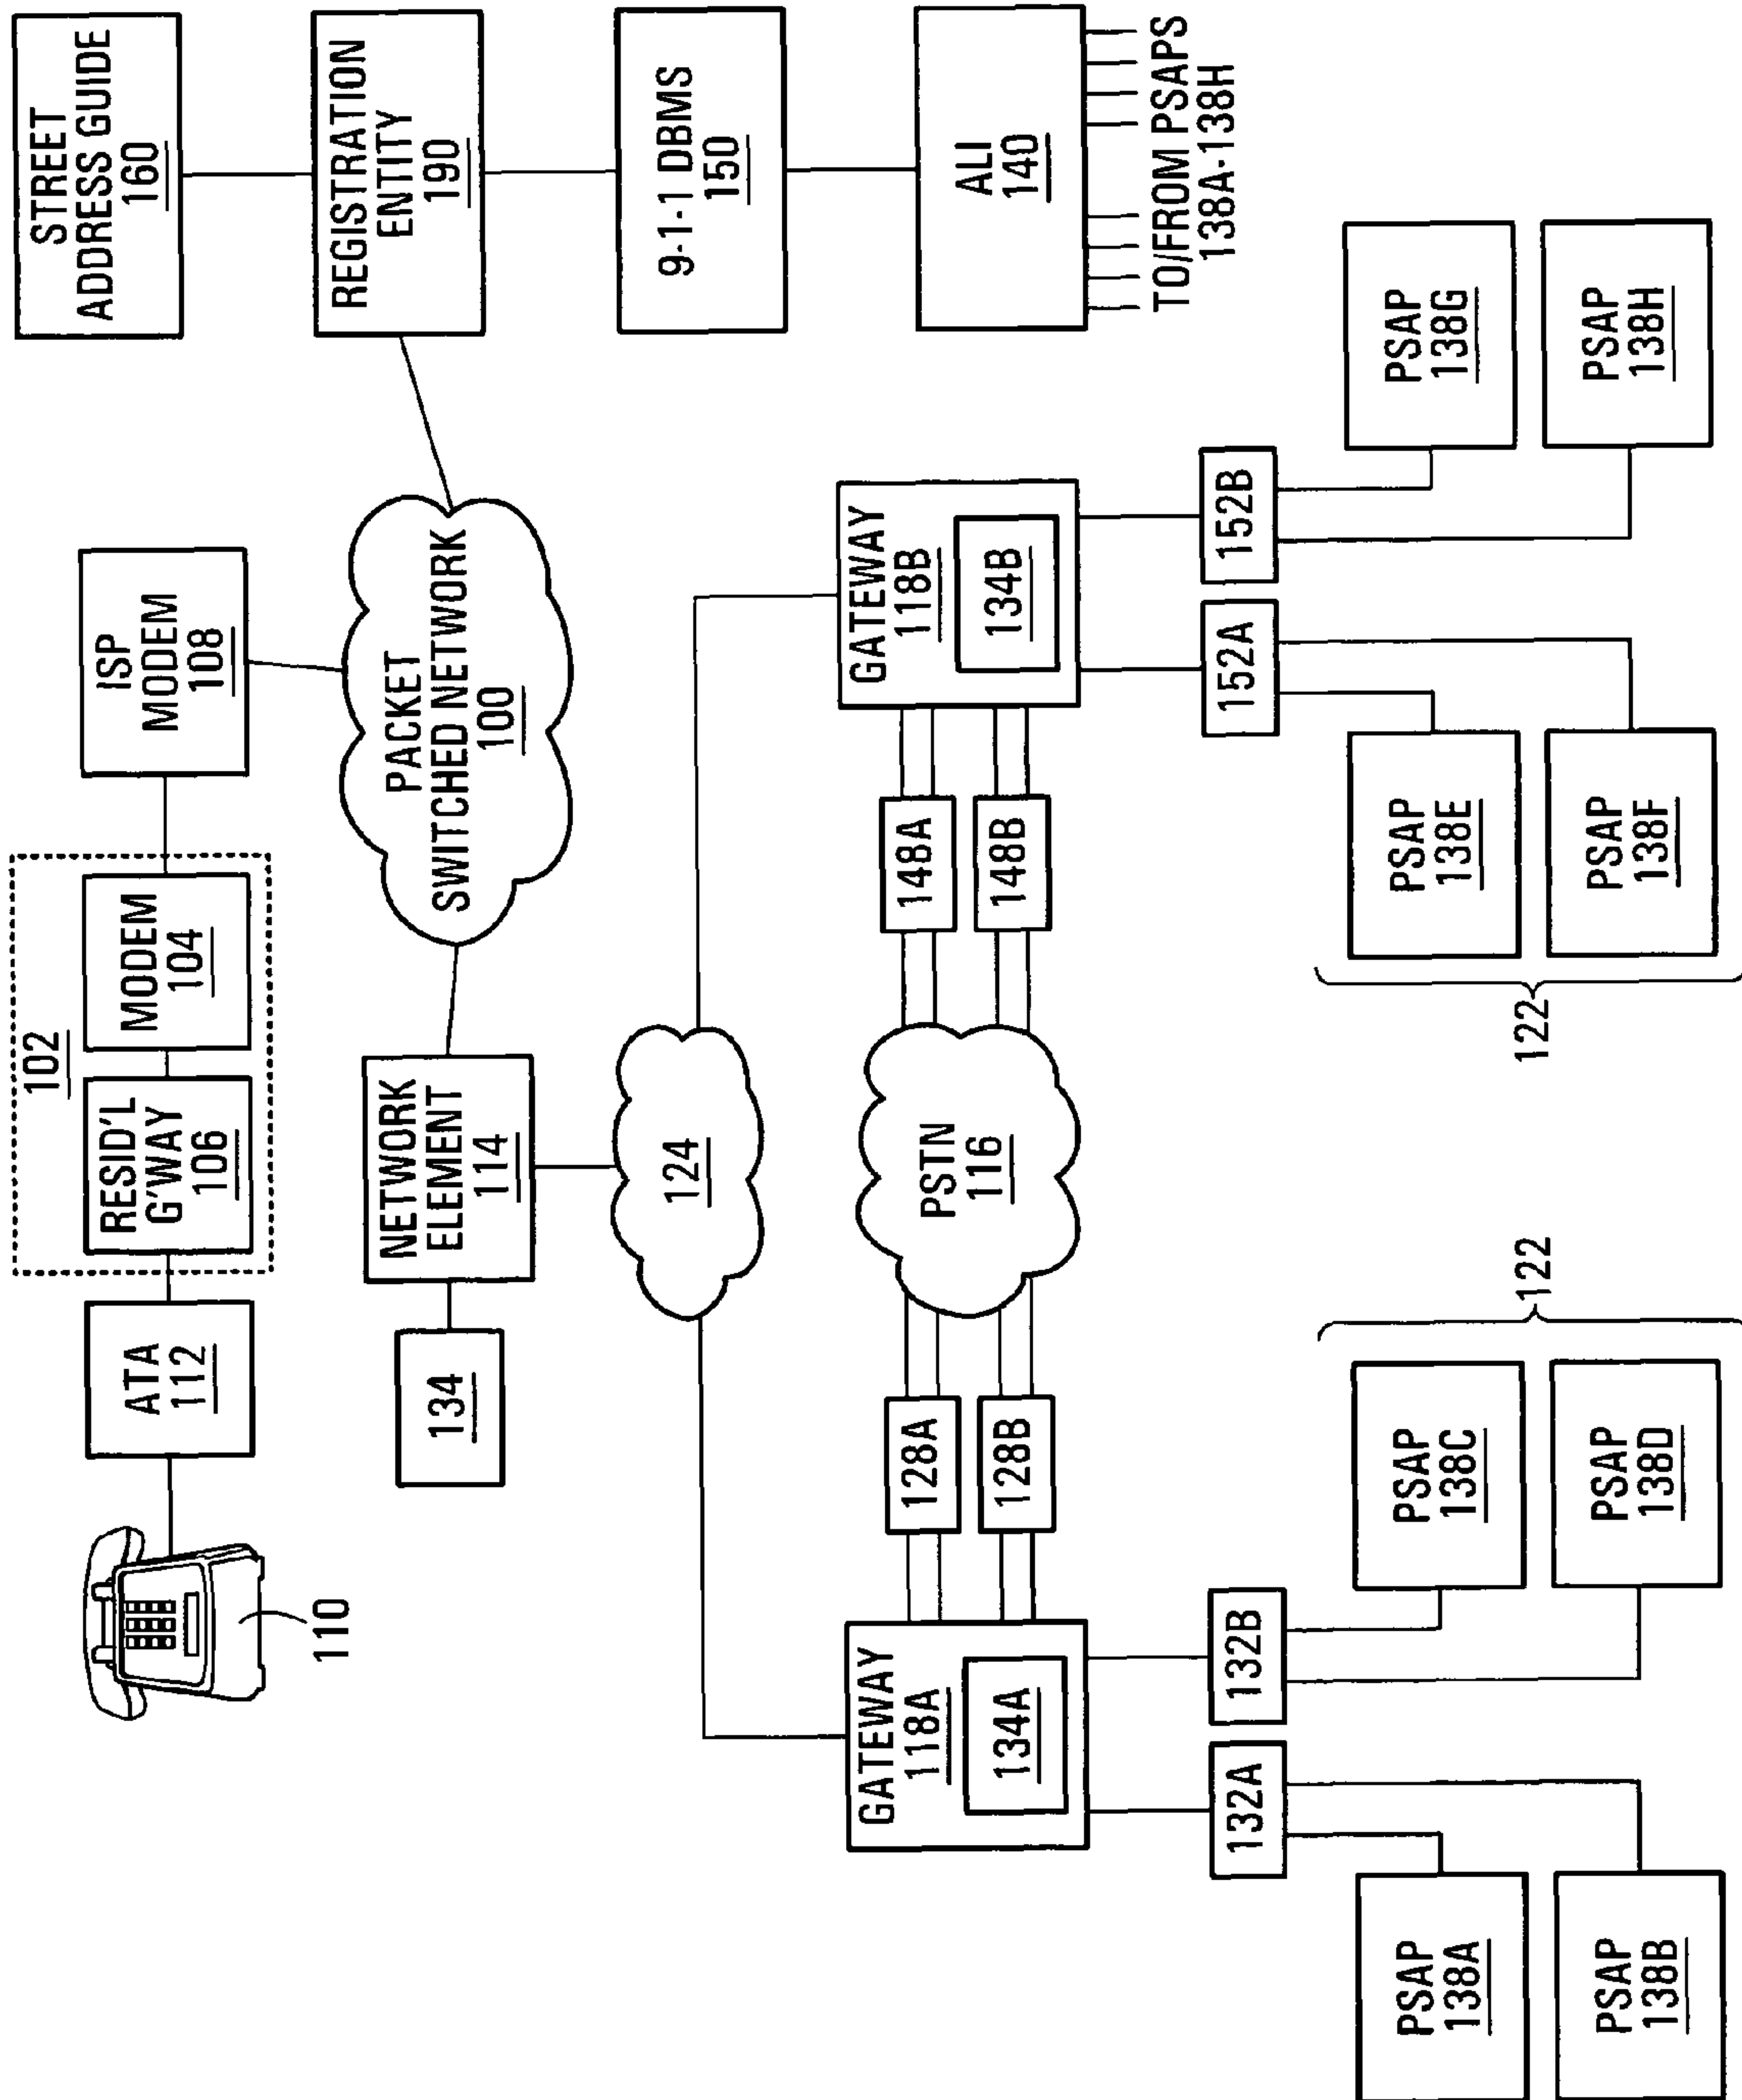 STREET
ADDRESS GUIDE
160
REGISTRATION
ENTITY
190
9-1-1 DBMS
150
ALI
140
TO/FROM PSAPS
138A-138H
ISP
MODEM
108
102
MODEM
104
RESID'L
G'WAY
106
ATA
112
110
PACKET
SWITCHED NETWORK
100
NETWORK
ELEMENT
114
134
124
PSTN
116
GATEWAY
118A
134A
128A
128B
148A
148B
GATEWAY
118B
134B
132A
132B
152A
152B
PSAP
138A
PSAP
138B
PSAP
138C
PSAP
138D
122
PSAP
138E
PSAP
138F
122
PSAP
138G
PSAP
138H